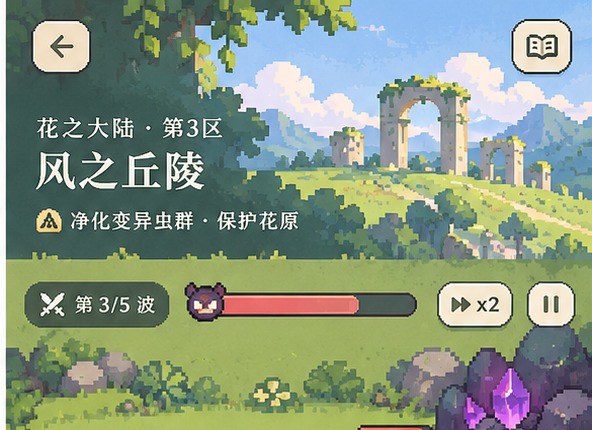 花之大陆 · 第3区
风之丘陵
净化变异虫群 · 保护花原
第 3/5 波
x2